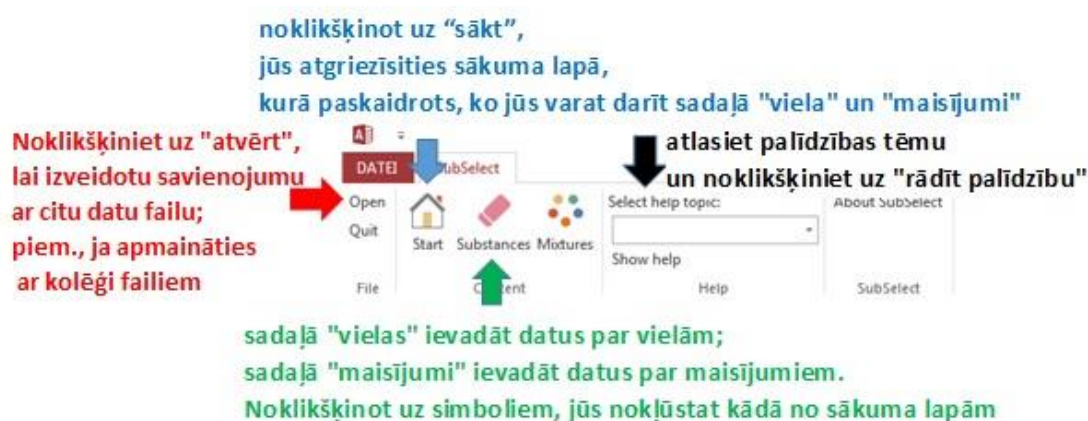 noklikšķinot uz “sākt”,
jūs atgriezīsities sākuma lapā,
kurā paskaidrots, ko jūs varat darīt sadaļā "viela" un "maisījumi"
Noklikšķiniet uz "atvērt",
lai izveidotu savienojumu
ar citu datu failu;
piem., ja apmaināties
ar kolēģi failiem
atlasiet palīdzības tēmu
un noklikšķiniet uz "rādīt palīdzību"
DATEI SubSelect
Open
Quit
File
Start Substances Mixtures
Select help topic:
Show help
Help
About SubSelect
SubSelect
sadaļā "vielas" ievadāt datus par vielām;
sadaļā "maisījumi" ievadāt datus par maisījumiem.
Noklikšķinot uz simboliem, jūs nokļūstat kādā no sākuma lapām